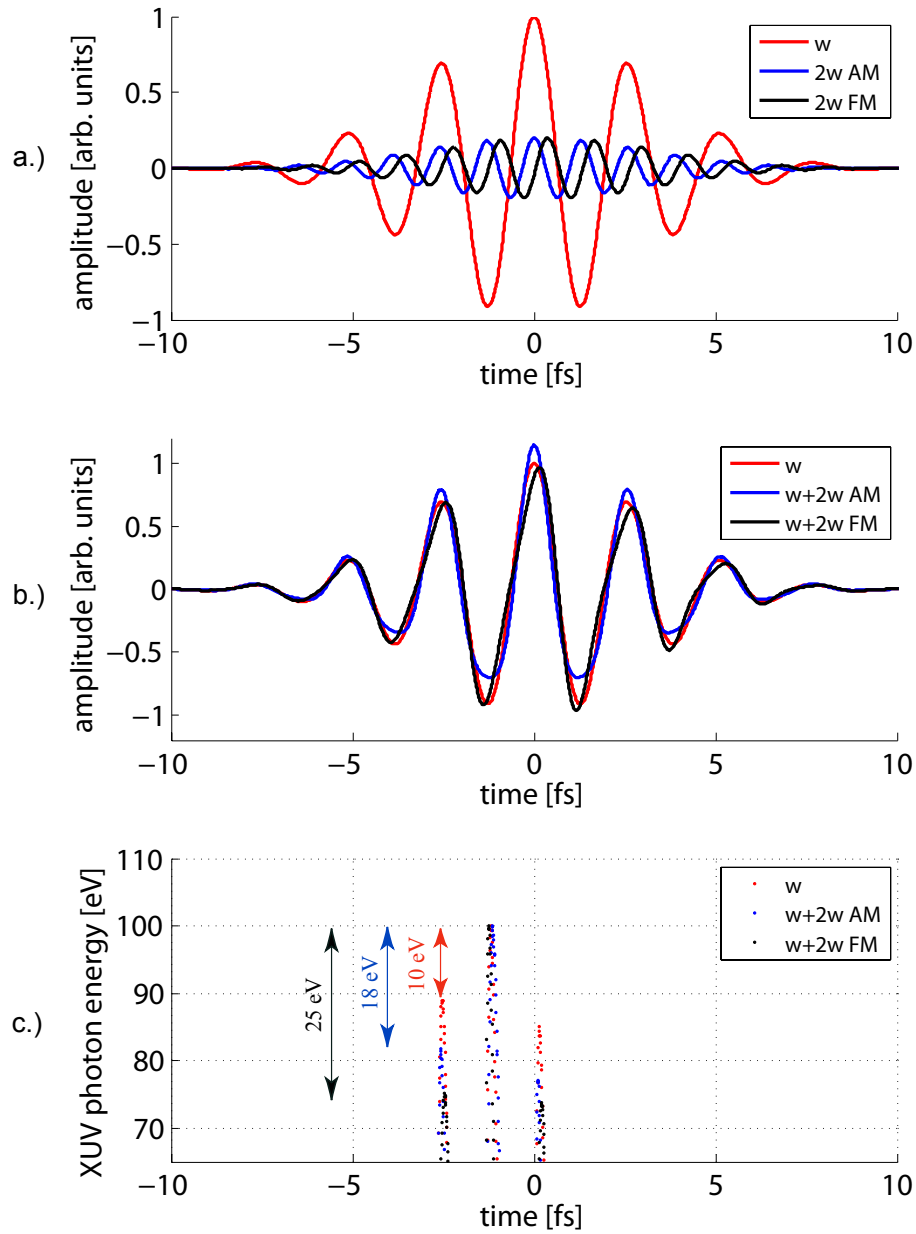 a.)
amplitude [arb. units]
1
0.5
0
−0.5
−1
w
2w AM
2w FM
−10
−5
0
5
10
time [fs]
b.)
amplitude [arb. units]
1
0.5
0
−0.5
−1
w
w+2w AM
w+2w FM
−10
−5
0
5
10
time [fs]
c.)
XUV photon energy [eV]
110
100
90
80
70
25 eV
18 eV
10 eV
w
w+2w AM
w+2w FM
−10
−5
0
5
10
time [fs]